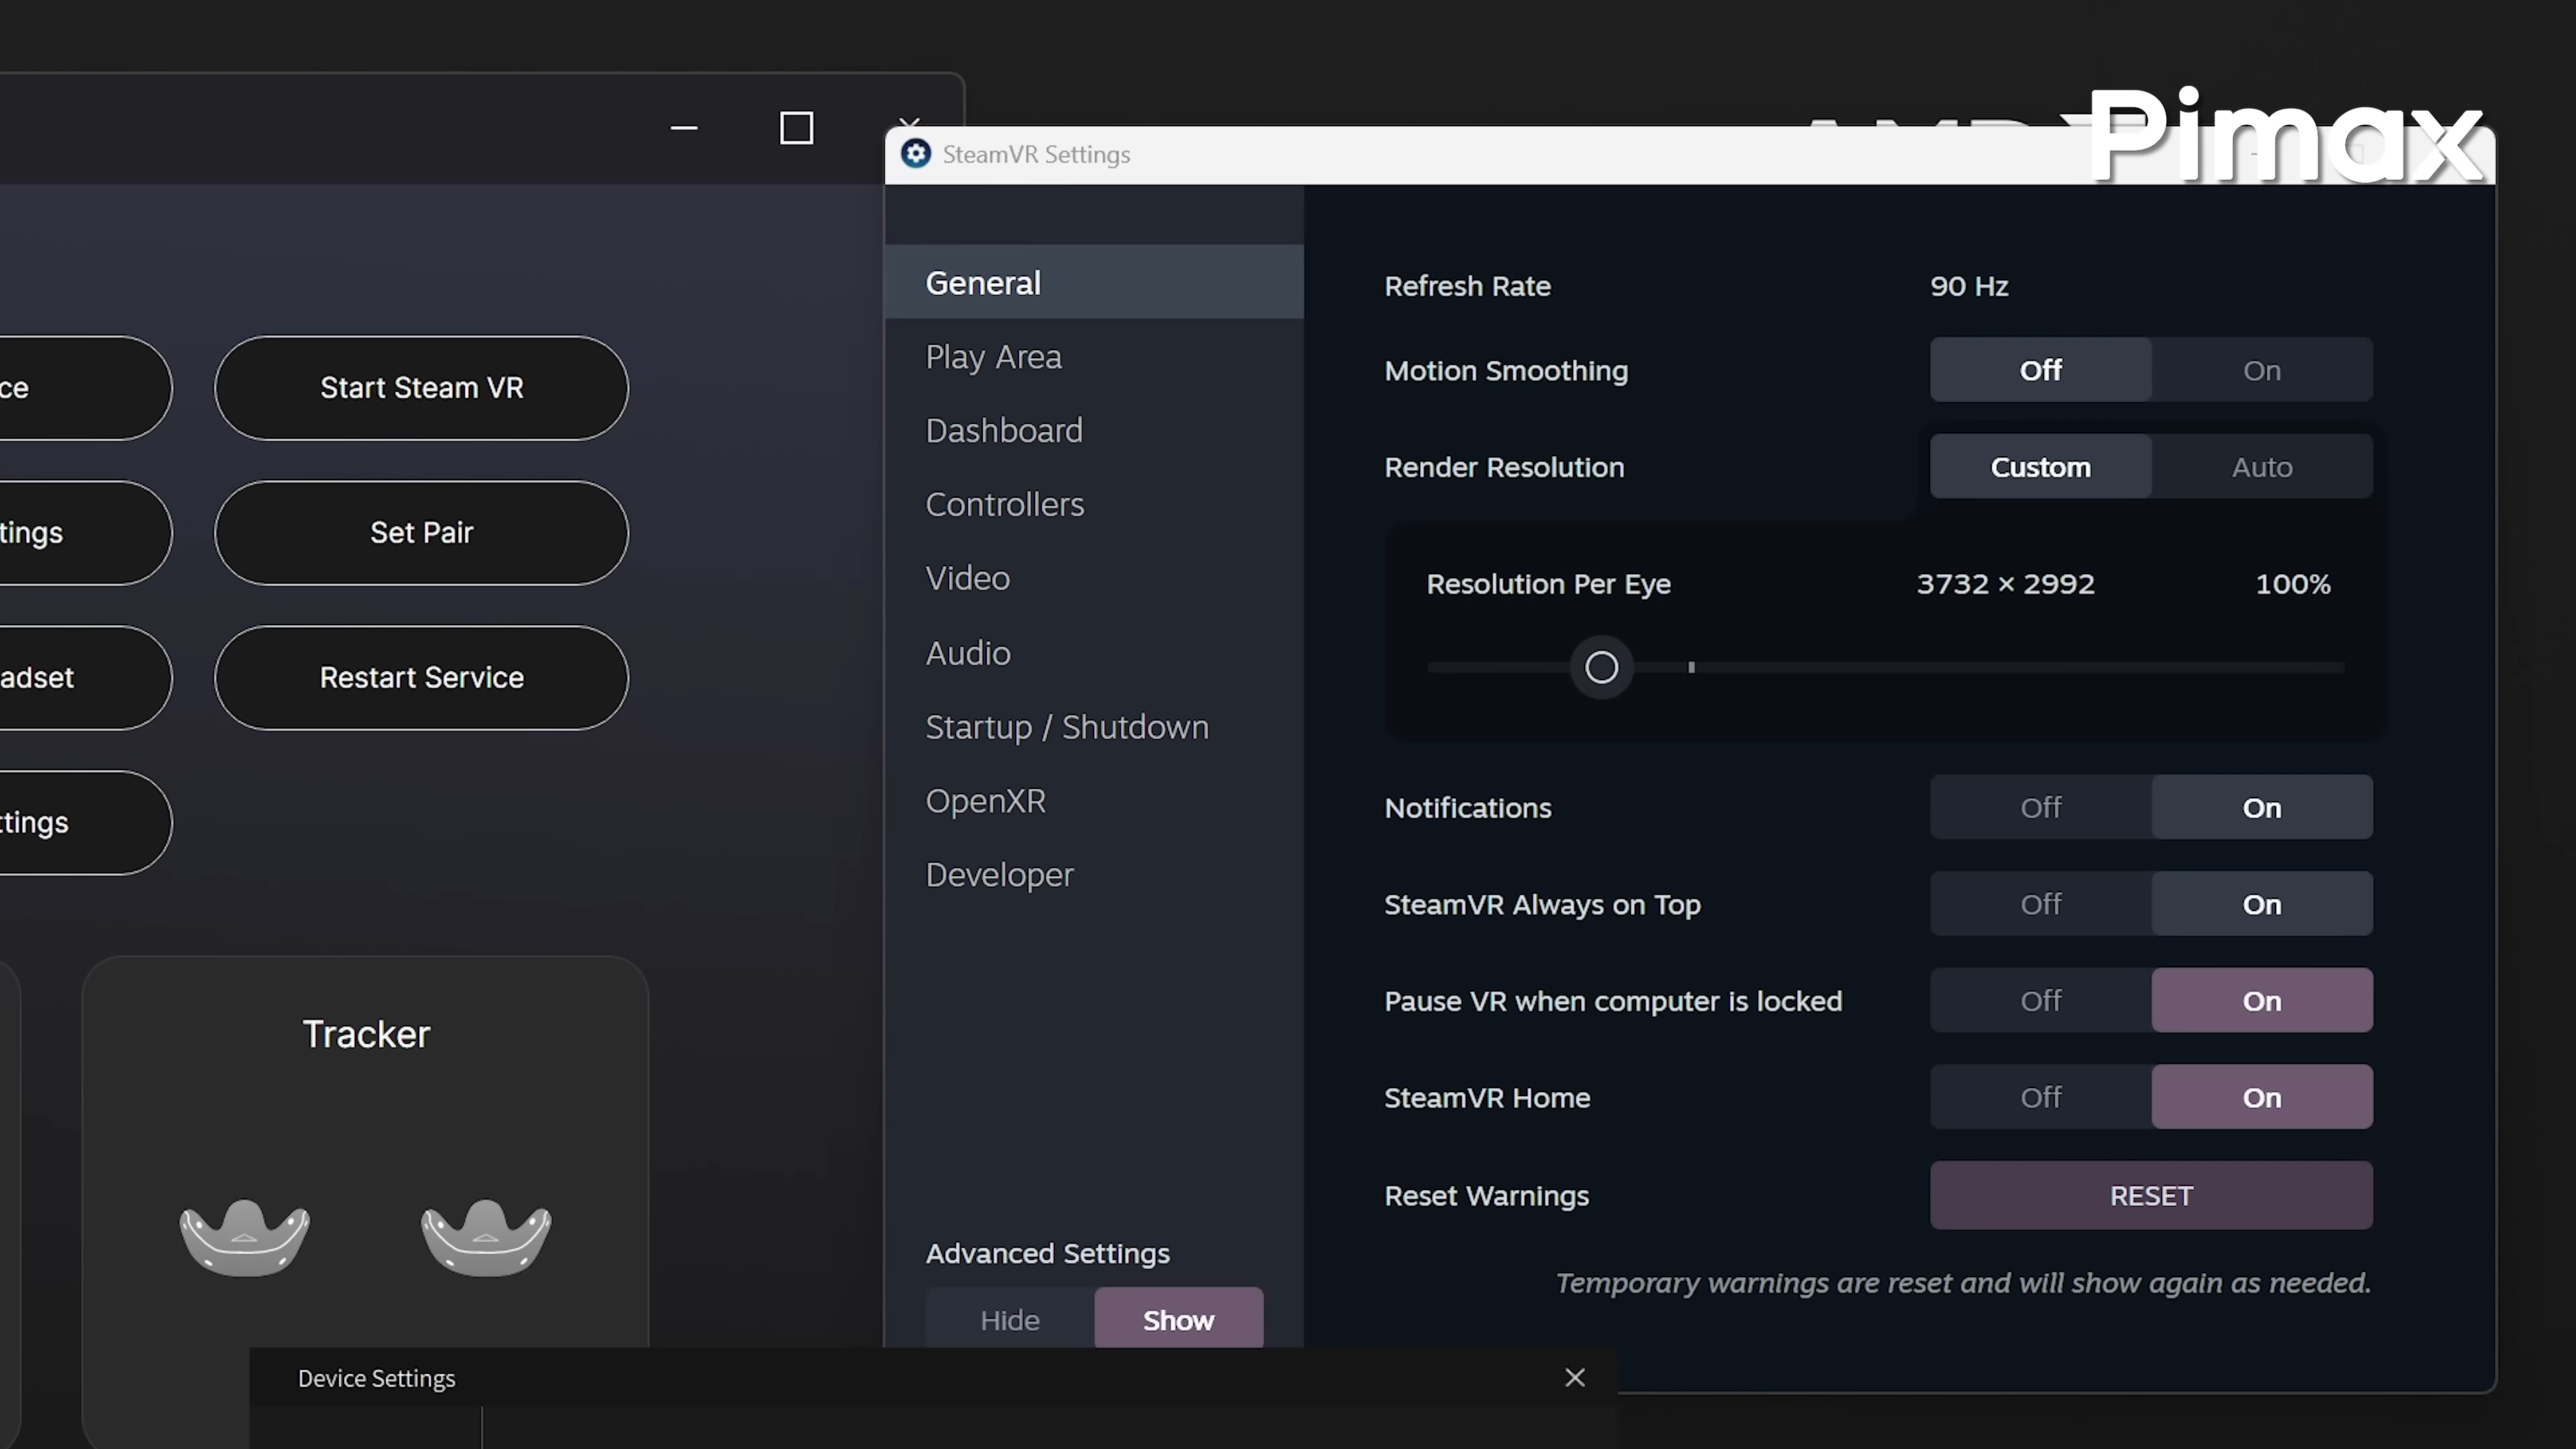 Pimax
SteamVR Settings
ce
Start Steam VR
tings
Set Pair
adset
Restart Service
ttings
Tracker
General
Play Area
Dashboard
Controllers
Video
Audio
Startup / Shutdown
OpenXR
Developer
Advanced Settings
Hide Show
Refresh Rate 90 Hz
Motion Smoothing Off On
Render Resolution Custom Auto
Resolution Per Eye 3732 × 2992 100%
Notifications Off On
SteamVR Always on Top Off On
Pause VR when computer is locked Off On
SteamVR Home Off On
Reset Warnings RESET
Temporary warnings are reset and will show again as needed.
Device Settings